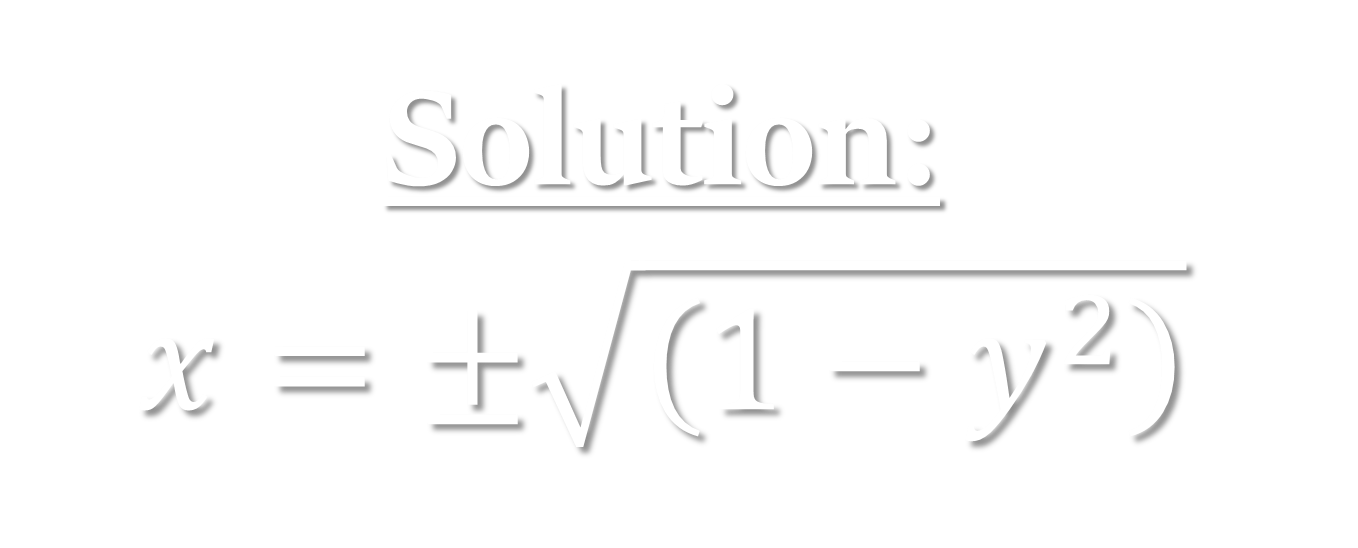 Solution:
x = ±√(1 − y²)